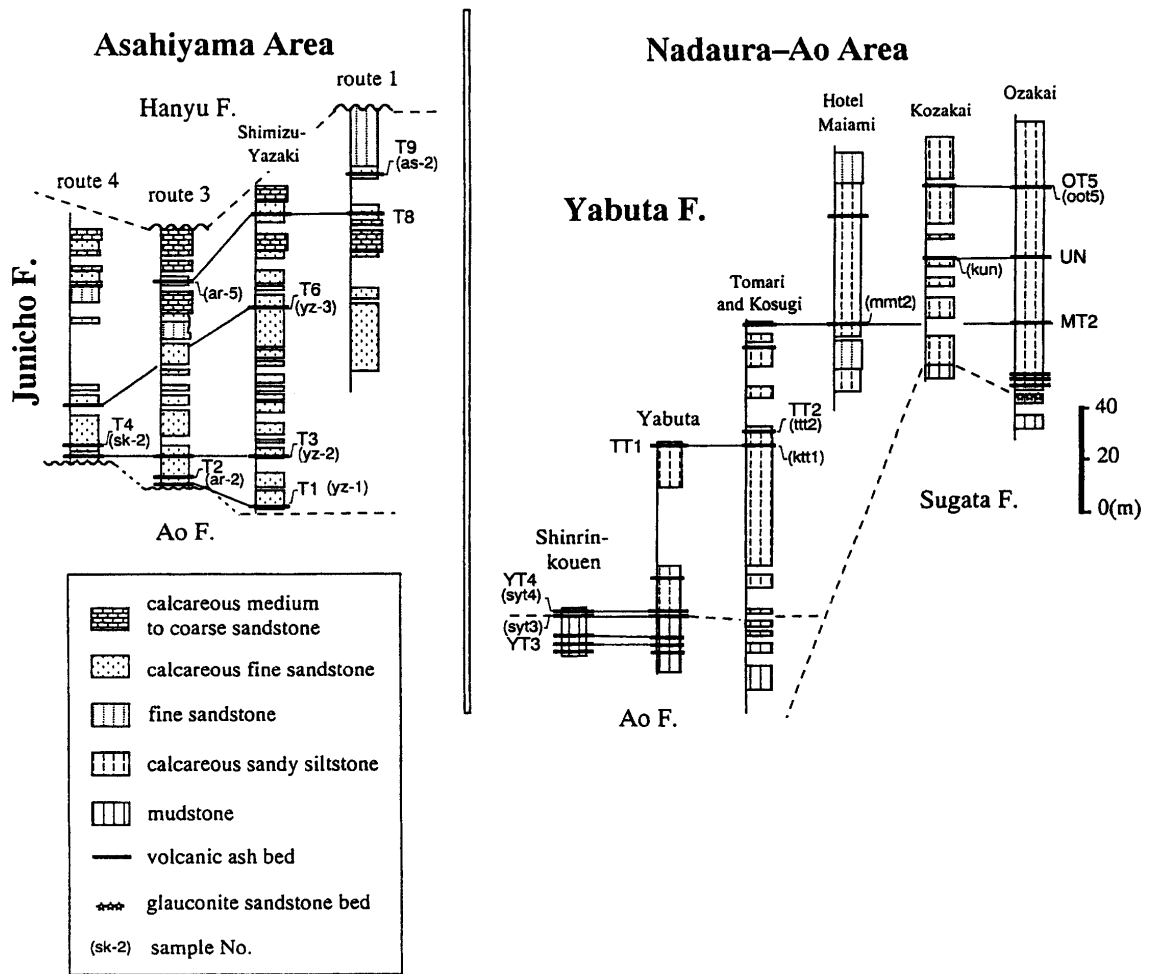 Asahiyama Area
Hanyu F.
route 1
Shimizu-
Yazaki
route 4
route 3
T9
(as-2)
T8
(ar-5)
T6
(yz-3)
Junicho F.
T4
(sk-2)
T3
(yz-2)
T2
(ar-2)
T1 (yz-1)
Ao F.
calcareous medium
to coarse sandstone
calcareous fine sandstone
fine sandstone
calcareous sandy siltstone
mudstone
volcanic ash bed
glauconite sandstone bed
(sk-2) sample No.
Nadaura–Ao Area
Hotel
Maiami
Kozakai
Ozakai
Yabuta F.
OT5
(oot5)
UN
(kun)
Tomari
and Kosugi
(mmt2)
MT2
Yabuta
TT2
(ttt2)
TT1
(ktt1)
40
20
0(m)
Sugata F.
Shinrin-
kouen
YT4
(syt4)
(syt3)
YT3
Ao F.